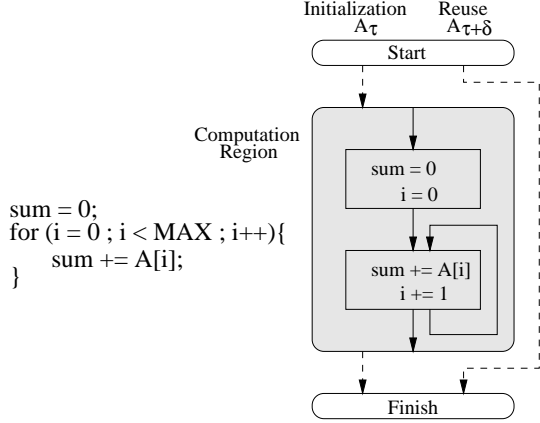 Initialization
Aτ
Reuse
Aτ+δ
Start
Computation
Region
sum = 0
i = 0
sum = 0;
for (i = 0 ; i < MAX ; i++){
sum += A[i];
}
sum += A[i]
i += 1
Finish